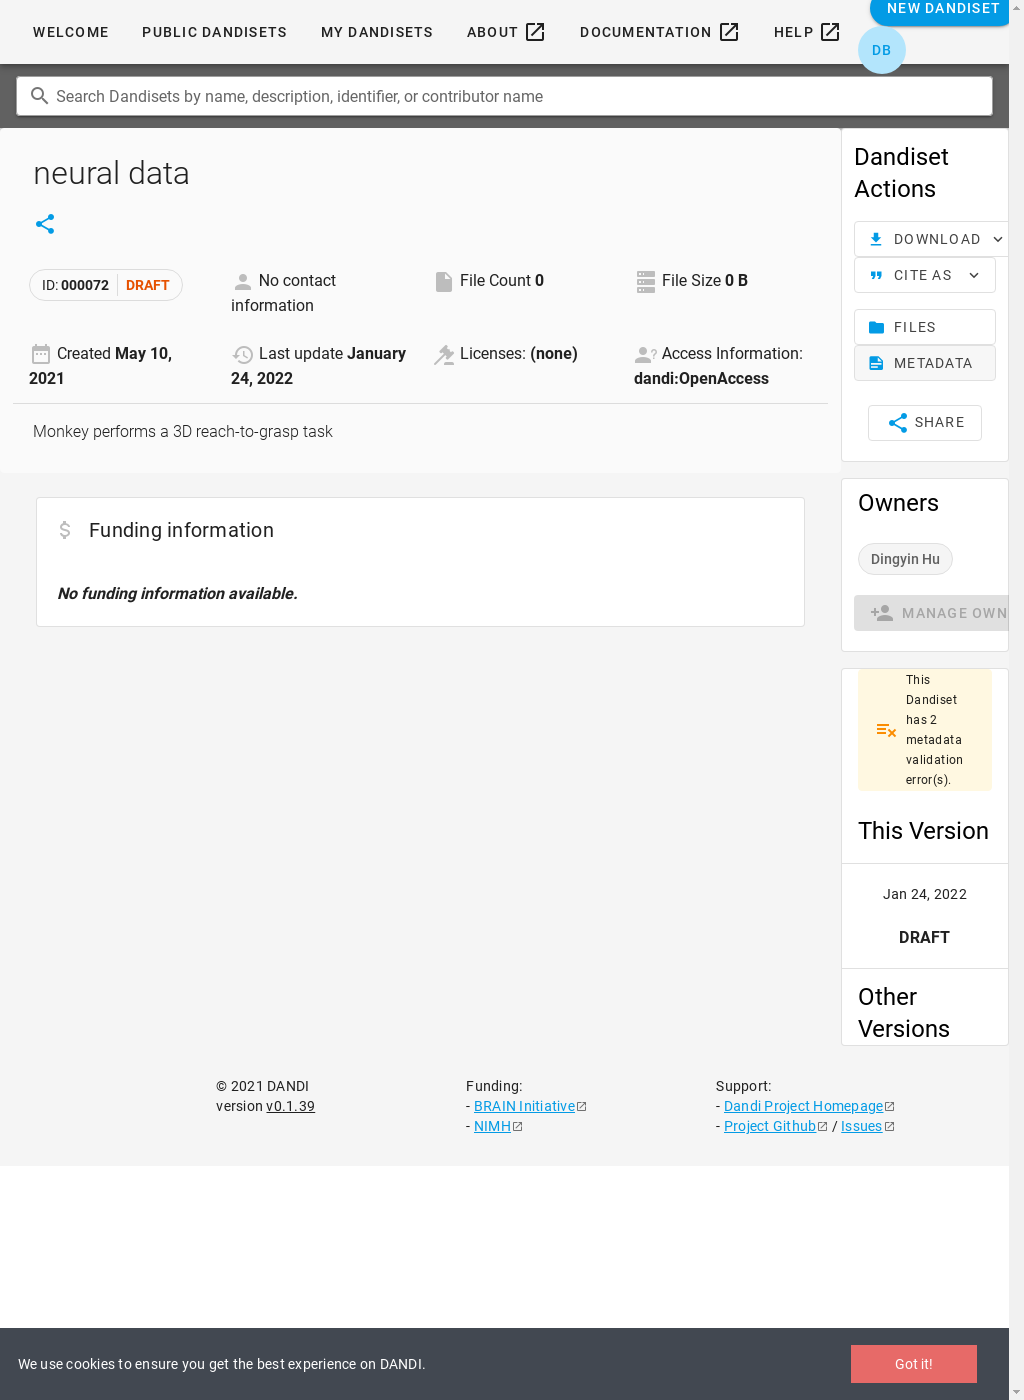 WELCOME PUBLIC DANDISETS MY DANDISETS ABOUT DOCUMENTATION HELP NEW DANDISET
DB
Search Dandisets by name, description, identifier, or contributor name
neural data
ID: 000072 DRAFT
No contact
information
File Count 0
File Size 0 B
Created May 10,
2021
Last update January
24, 2022
Licenses: (none)
Access Information:
dandi:OpenAccess
Monkey performs a 3D reach-to-grasp task
Funding information
No funding information available.
Dandiset
Actions
DOWNLOAD
CITE AS
FILES
METADATA
SHARE
Owners
Dingyin Hu
MANAGE OWN
This
Dandiset
has 2
metadata
validation
error(s).
This Version
Jan 24, 2022
DRAFT
Other
Versions
© 2021 DANDI
version v0.1.39
Funding:
- BRAIN Initiative
- NIMH
Support:
- Dandi Project Homepage
- Project Github / Issues
We use cookies to ensure you get the best experience on DANDI.
Got it!